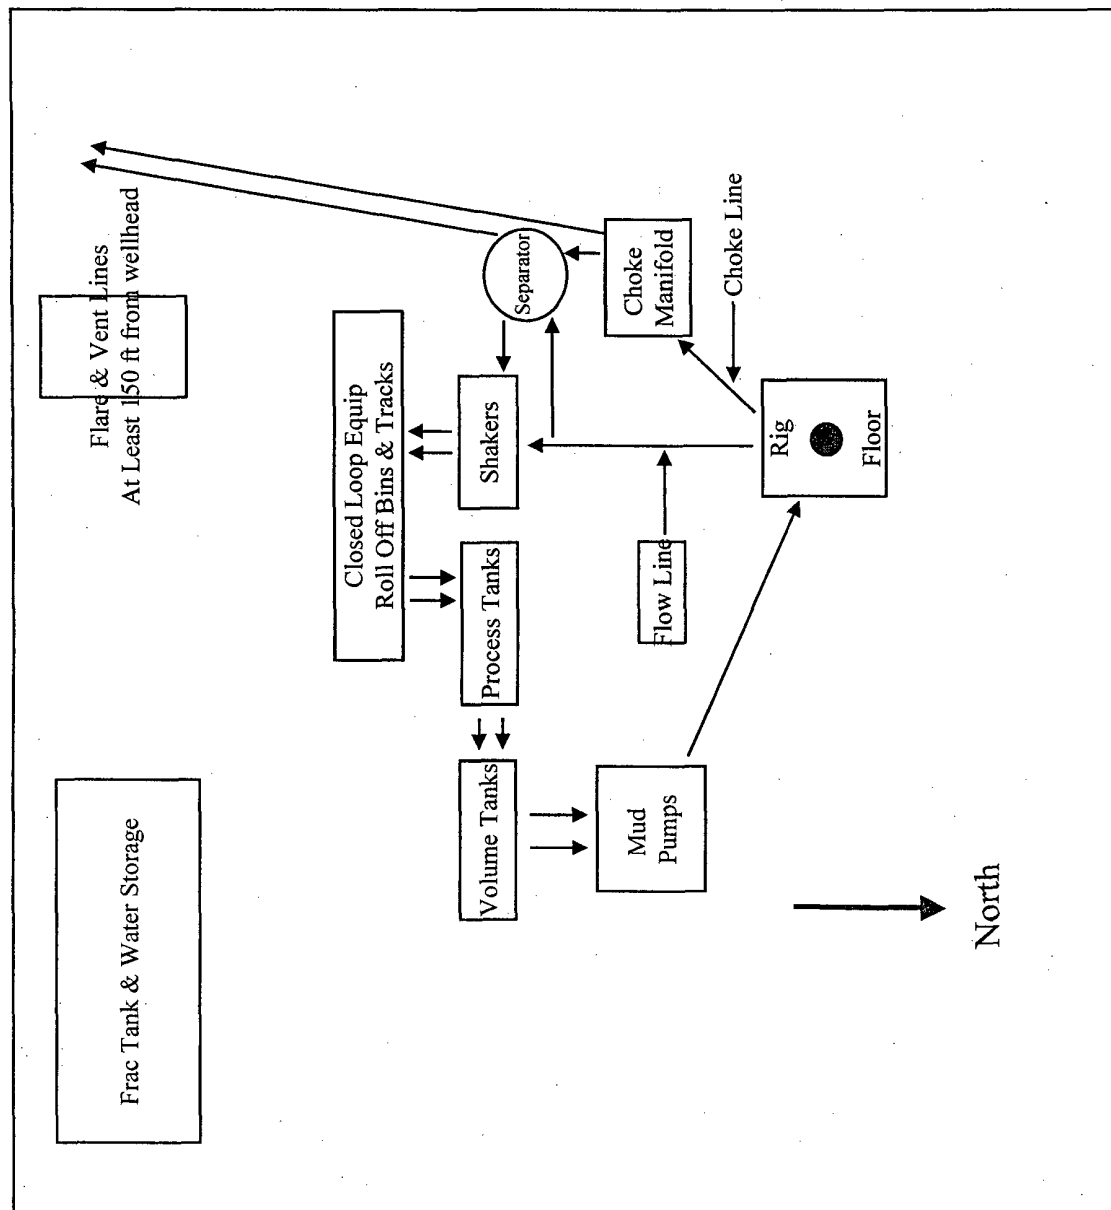 Flare & Vent Lines
At Least 150 ft from wellhead
Closed Loop Equip
Roll Off Bins & Tracks
Separator
Choke
Manifold
Choke Line
Shakers
Process Tanks
Flow Line
Rig
Floor
Frac Tank & Water Storage
Volume Tanks
Mud
Pumps
North